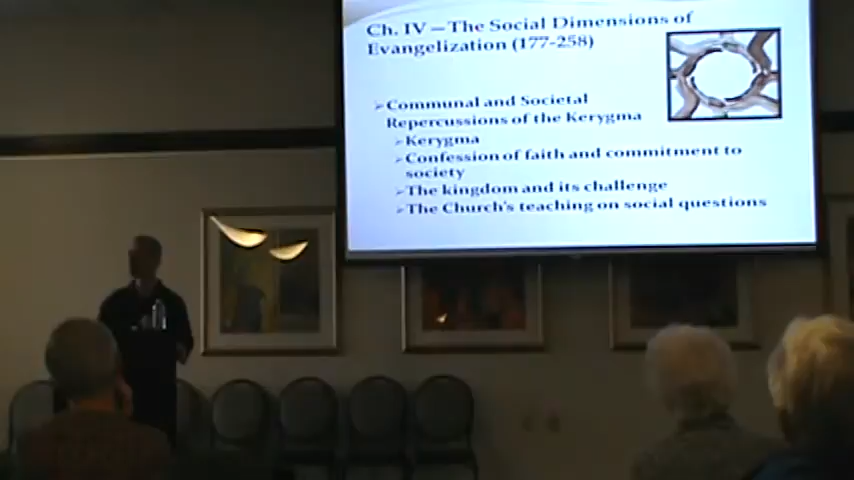 Ch. IV – The Social Dimensions of
Evangelization (177-258)
Communal and Societal
Repercussions of the Kerygma
Kerygma
Confession of faith and commitment to
society
The kingdom and its challenge
The Church's teaching on social questions